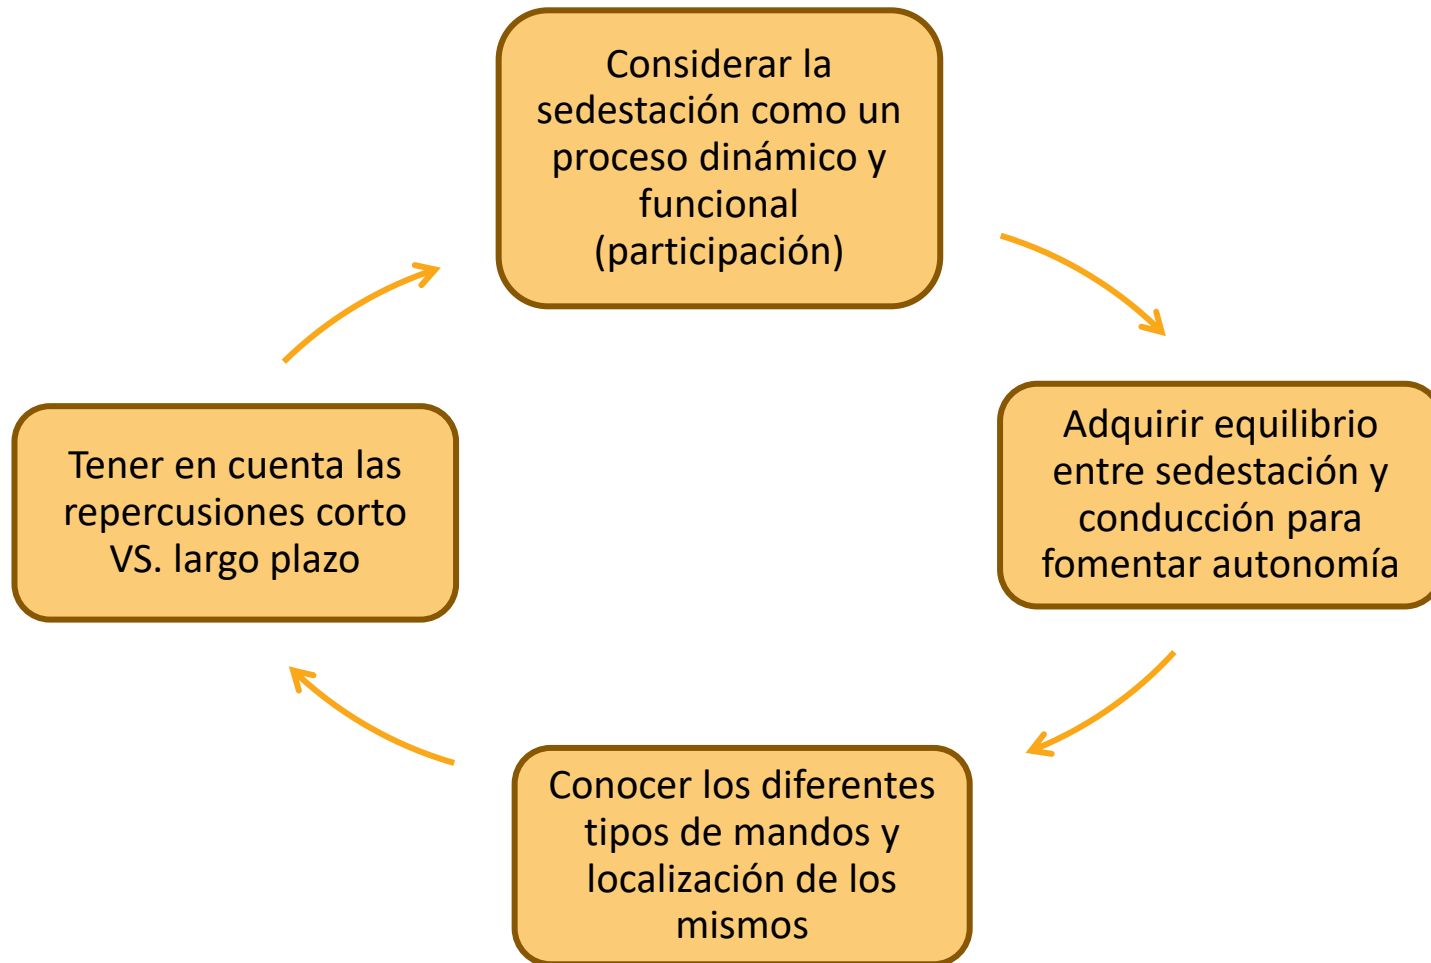 Considerar la
sedestación como un
proceso dinámico y
funcional
(participación)
Adquirir equilibrio
entre sedestación y
conducción para
fomentar autonomía
Conocer los diferentes
tipos de mandos y
localización de los
mismos
Tener en cuenta las
repercusiones corto
VS. largo plazo